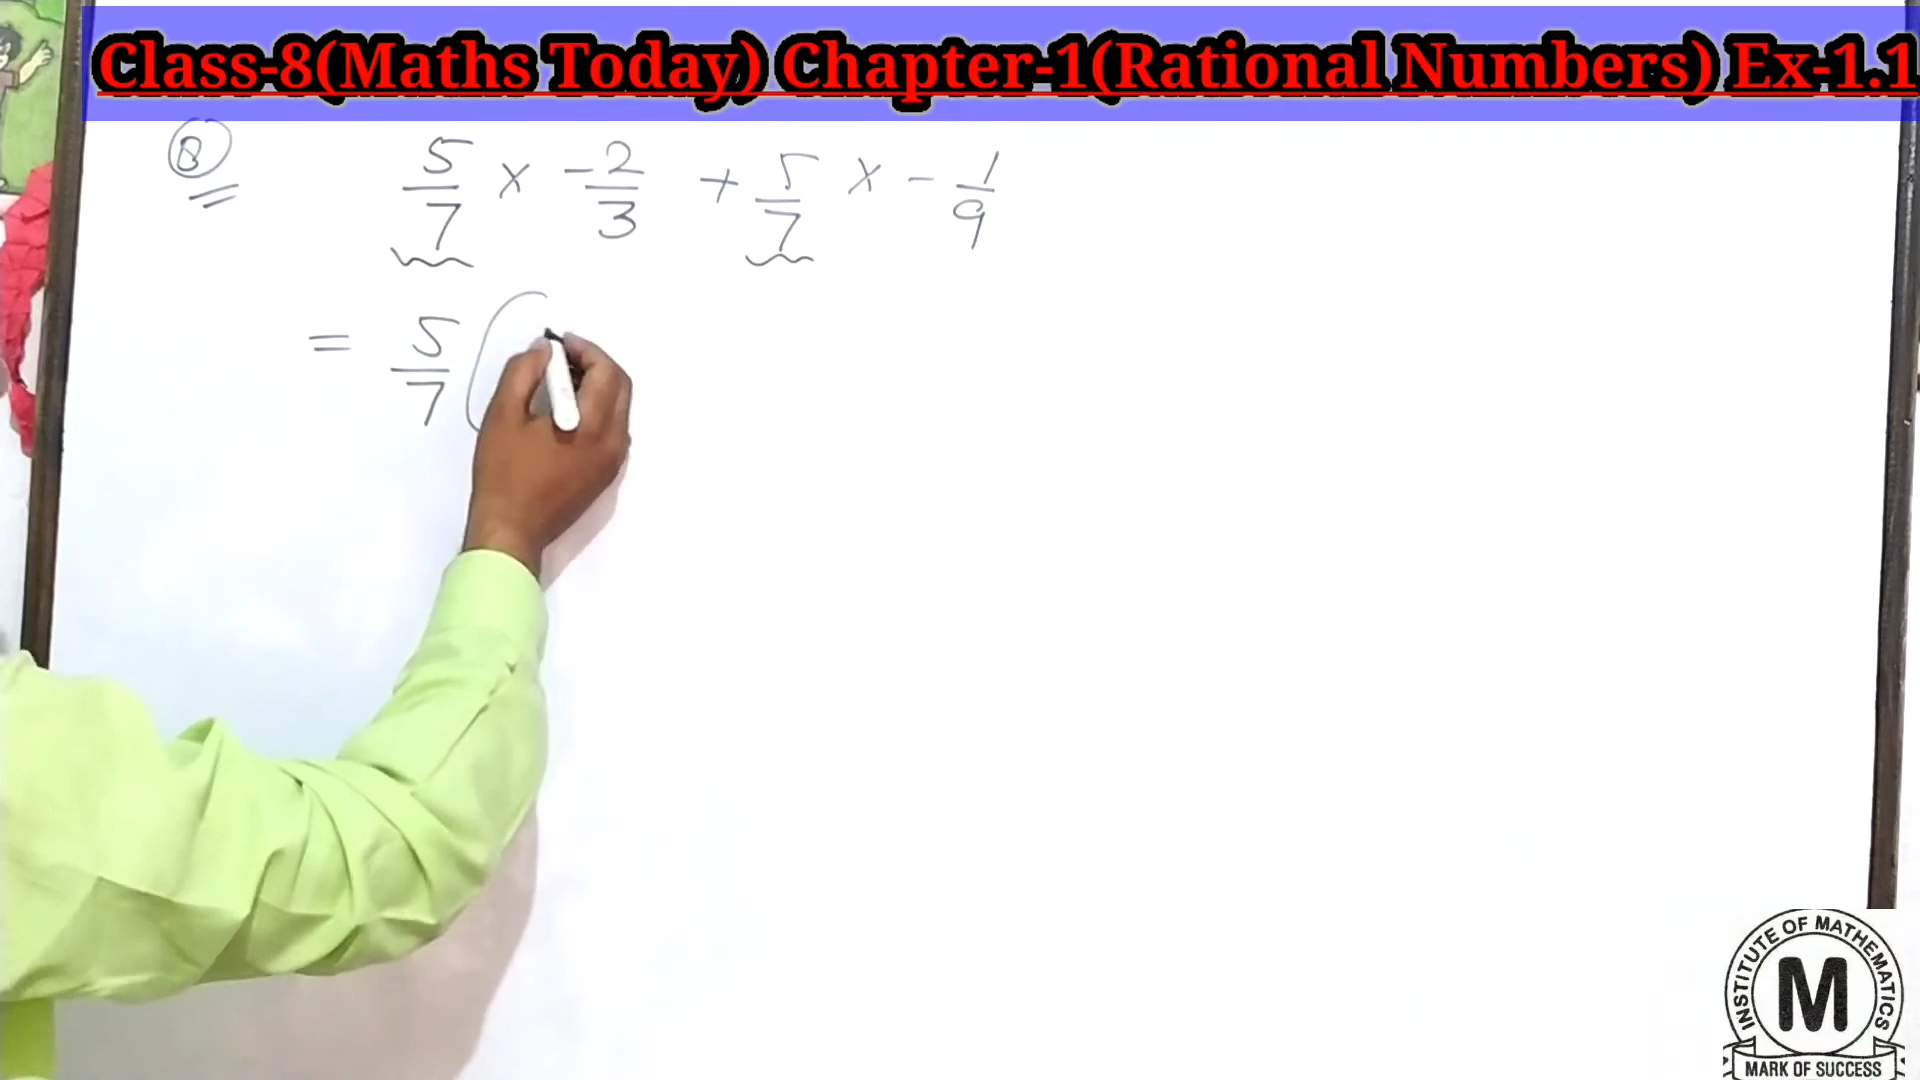 Class-8(Maths Today) Chapter-1(Rational Numbers) Ex-1.1
8
5/7 × -2/3 + 5/7 × -1/9
= 5/7 (
INSTITUTE OF MATHEMATICS
M
MARK OF SUCCESS